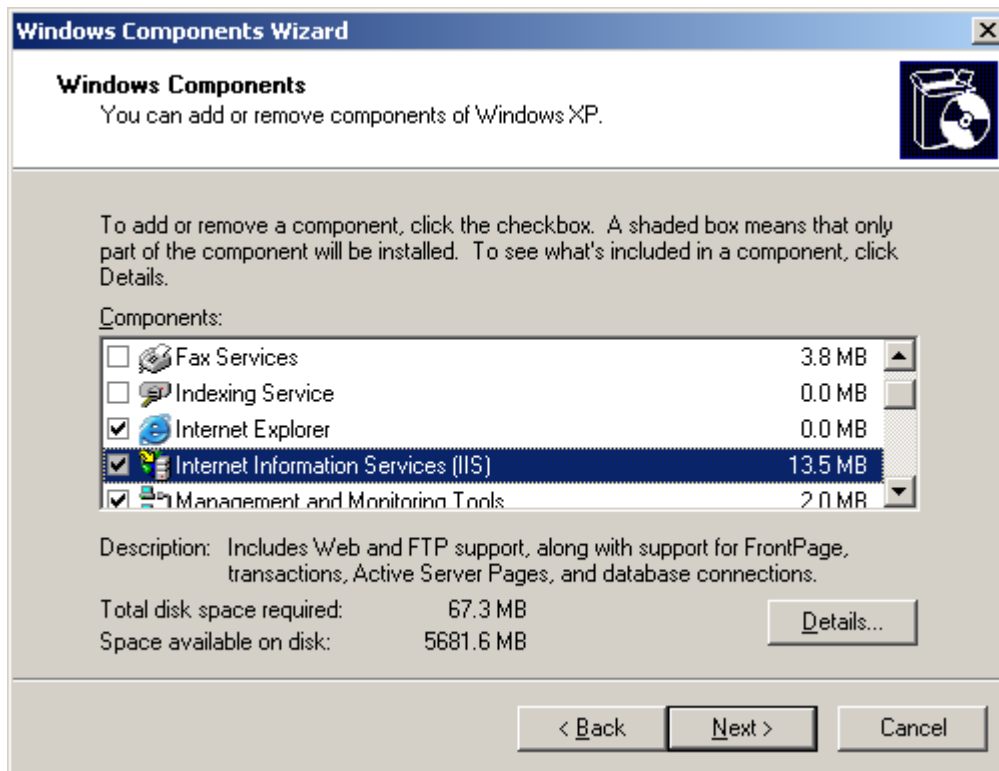 Windows Components Wizard
Windows Components
You can add or remove components of Windows XP.
To add or remove a component, click the checkbox. A shaded box means that only
part of the component will be installed. To see what's included in a component, click
Details.
Components:
Fax Services 3.8 MB
Indexing Service 0.0 MB
Internet Explorer 0.0 MB
Internet Information Services (IIS) 13.5 MB
Management and Monitoring Tools 2.0 MB
Description: Includes Web and FTP support, along with support for FrontPage,
transactions, Active Server Pages, and database connections.
Total disk space required: 67.3 MB
Space available on disk: 5681.6 MB
Details...
< Back Next > Cancel